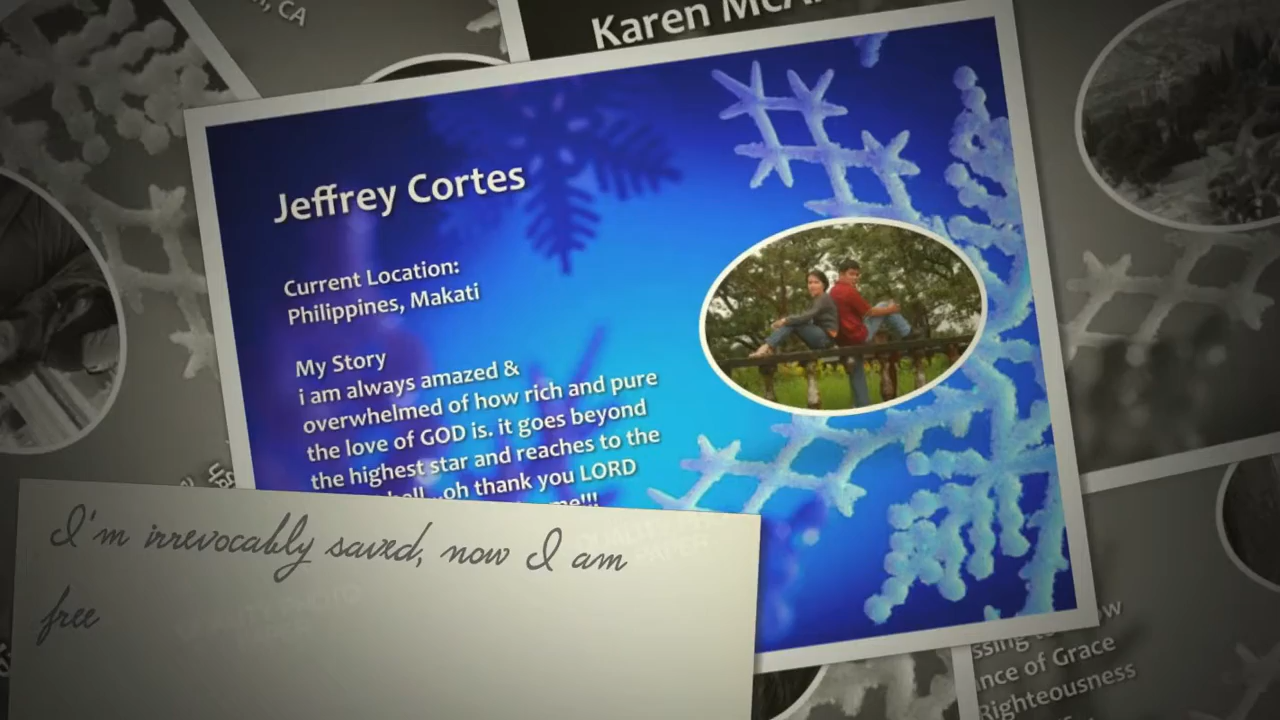 , CA
Karen
Jeffrey Cortes
Current Location:
Philippines, Makati
My Story
i am always amazed &
overwhelmed of how rich and pure
the love of GOD is. it goes beyond
the highest star and reaches to the
hell...oh thank you LORD
I'm irrevocably saved, now I am
free
of Grace
Righteousness